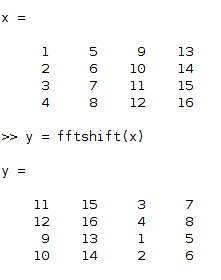 x =
1 5 9 13
2 6 10 14
3 7 11 15
4 8 12 16
>> y = fftshift(x)
y =
11 15 3 7
12 16 4 8
9 13 1 5
10 14 2 6